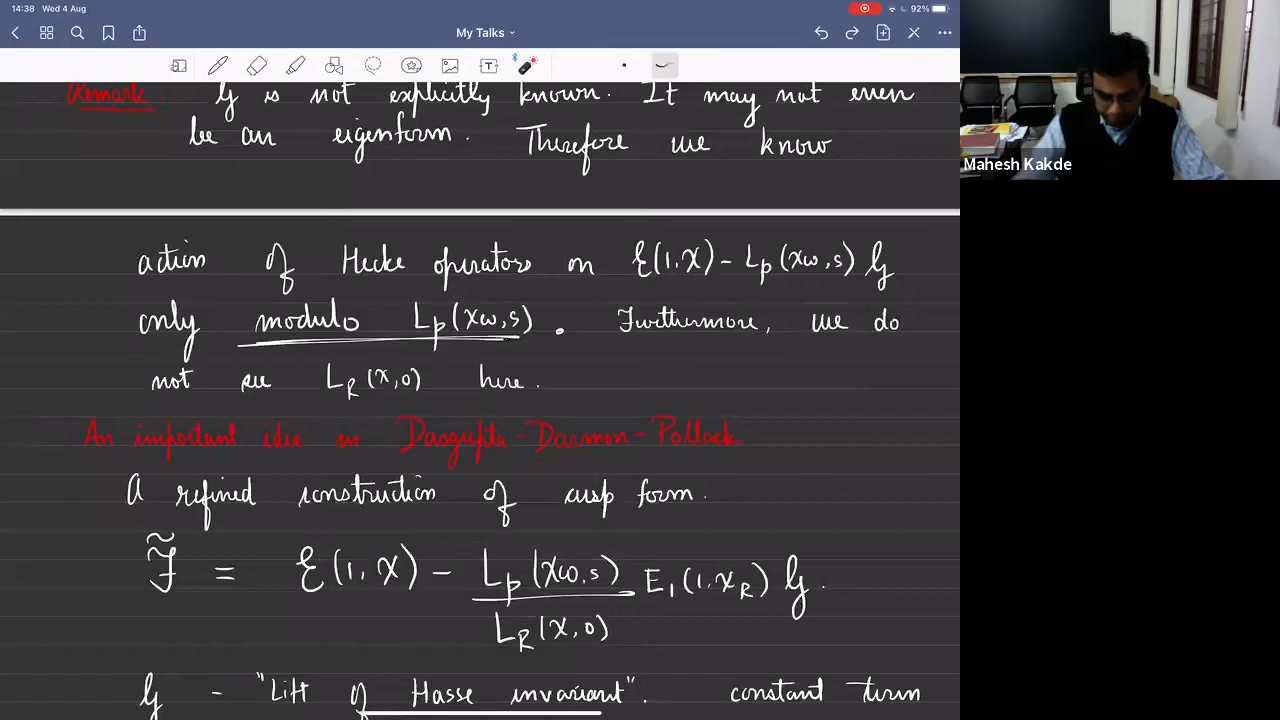 14:38 Wed 4 Aug
92%
My Talks
Remark G is not explicitly known. It may not even
be an eigenform. Therefore we know
Mahesh Kakde
action of Hecke operators on E(1,χ) - Lp(χω,s) G
only modulo Lp(χω,s). Furthermore, we do
not see L_R(χ,0) here.
An important idea in Dasgupta-Darmon-Pollack
A refined construction of cusp form.
F̃ = E(1,χ) - Lp(χω,s)/L_R(χ,0) E₁(1,χ_R) G.
G - "Lift of Hasse invariant". constant term